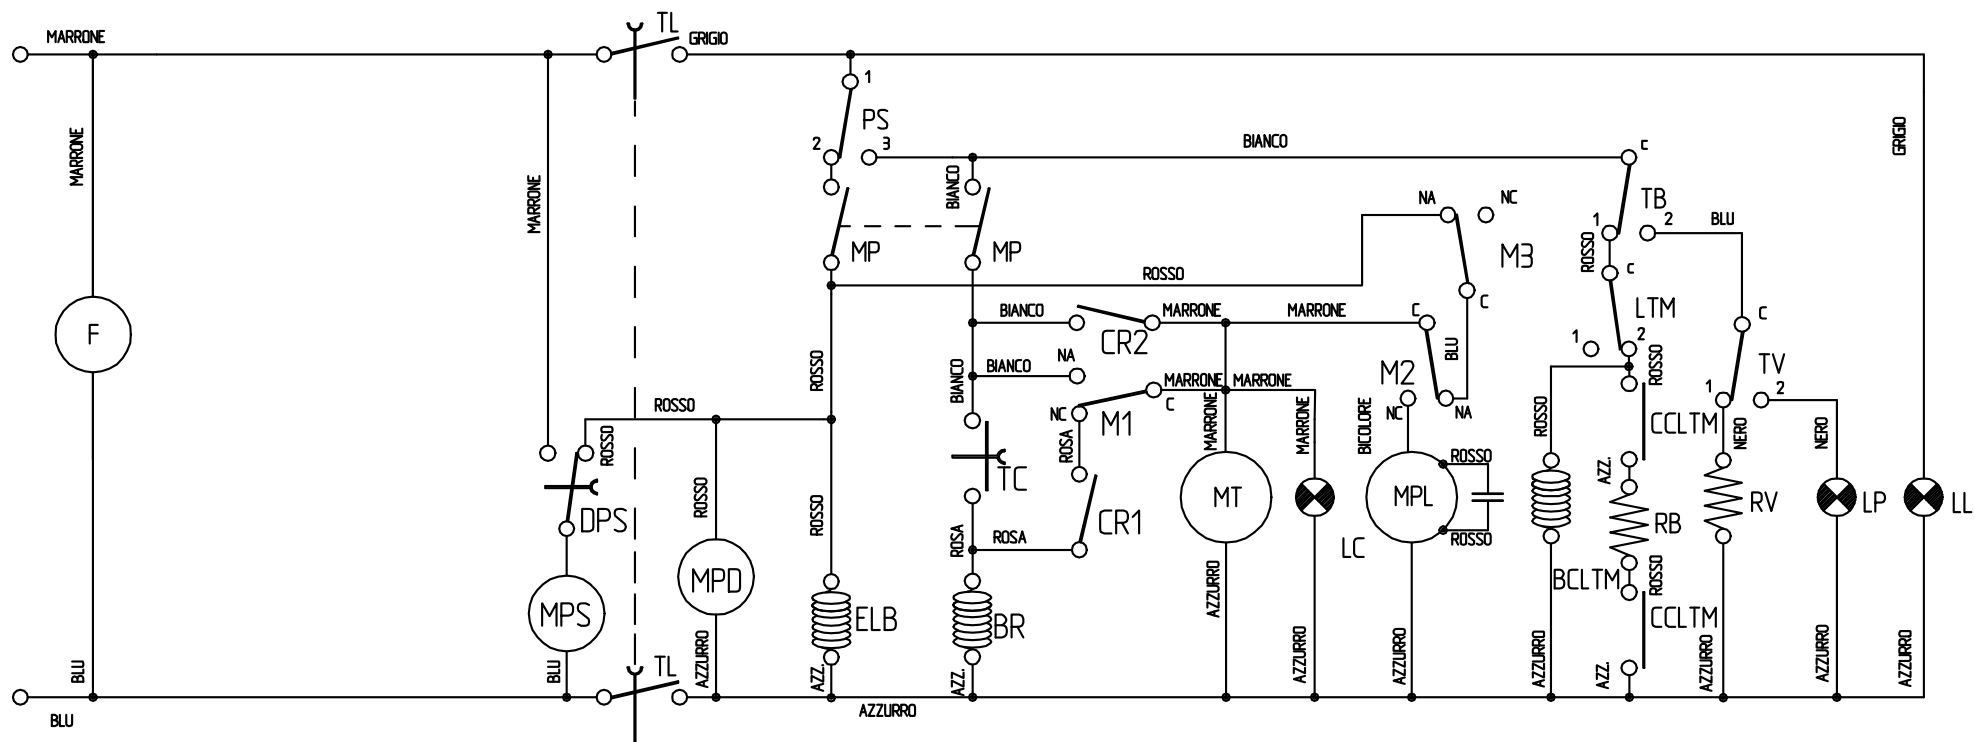 MARRONE
TL
GRIGIO
1
PS
2
3
BIANCO
C
GRIGIO
MARRONE
MARRONE
BIANCO
NA
NC
TB
1
2
BLU
MP
MP
M3
ROSSO
C
ROSSO
C
LTM
BIANCO
MARRONE
MARRONE
C
C
F
CR2
BLU
1
2
ROSSO
BIANCO
NA
MARRONE
MARRONE
M2
TV
ROSSO
BIANCO
C
NC
NA
1
2
ROSSO
NC
M1
MARRONE
MARRONE
BICOLORE
ROSSO
CCLTM
NERO
NERO
ROSSO
ROSA
TC
ROSSO
AZZ.
ROSSO
ROSSO
MT
MPL
RB
RV
LP
LL
DPS
CR1
ROSA
ROSA
ROSSO
LC
MPD
BCLTM
ROSSO
MPS
ELB
BR
AZZURRO
CCLTM
BLU
BLU
TL
AZZURRO
AZZ.
AZZ.
AZZURRO
AZZURRO
AZZURRO
AZZ.
AZZURRO
AZZURRO
AZZURRO
BLU
AZZURRO